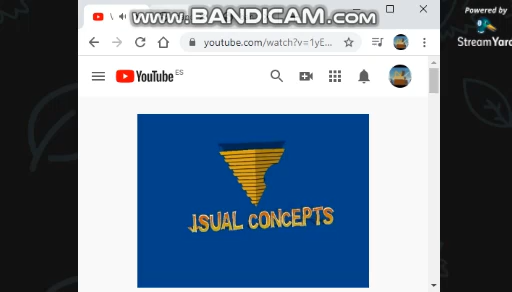 WWW.BANDICAM.COM
Powered by
StreamYard
youtube.com/watch?v=1yE...
YouTube ES
ISUAL CONCEPTS